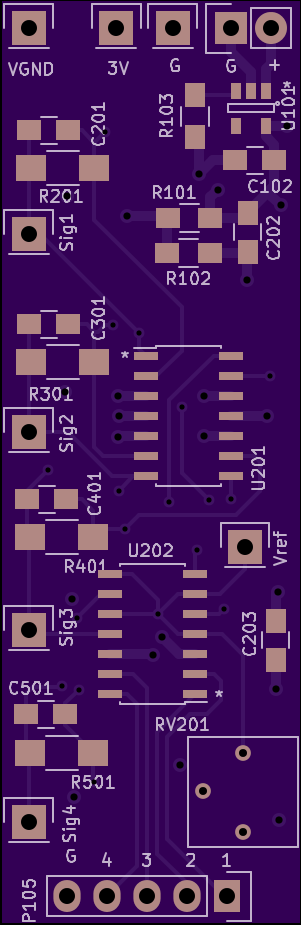 VGND
3V
G
G
+
U101
*
R103
C201
R201
C102
Sig1
R101
C202
R102
C301
*
R301
Sig2
U201
C401
R401
U202
Vref
Sig3
C203
*
C501
RV201
R501
Sig4
G 4 3 2 1
P105